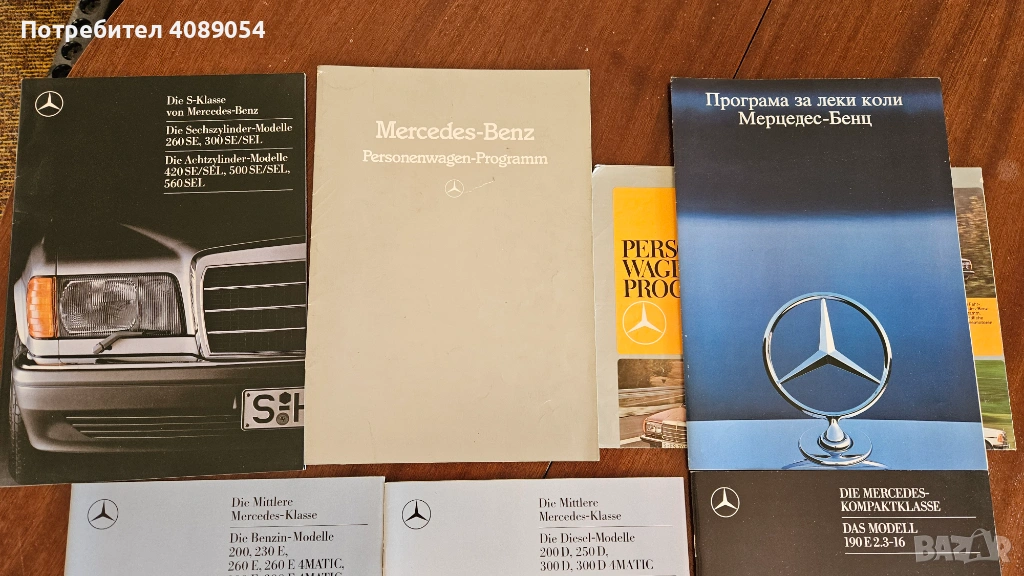 Потребител 4089054
Die S-Klasse
von Mercedes-Benz
Die Sechszylinder-Modelle
260 SE, 300 SE/SEL
Die Achtzylinder-Modelle
420 SE/SEL, 500 SE/SEL,
560 SEL
S·H
Mercedes-Benz
Personenwagen-Programm
PERS
WAGE
PROG
Програма за леки коли
Мерцедес-Бенц
Die Mittlere
Mercedes-Klasse
Die Benzin-Modelle
200, 230 E,
260 E, 260 E 4MATIC,
Die Mittlere
Mercedes-Klasse
Die Diesel-Modelle
200 D, 250 D,
300 D, 300 D 4MATIC
DIE MERCEDES-
KOMPAKTKLASSE
DAS MODELL
190 E 2.3-16
BAZAR